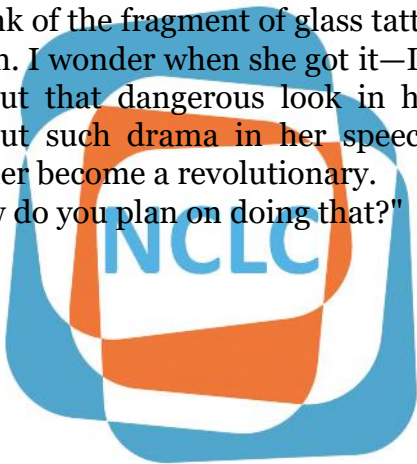 nk of the fragment of glass tatt
n. I wonder when she got it—I
ut that dangerous look in h
ut such drama in her speec
er become a revolutionary.
w do you plan on doing that?"
NCLC